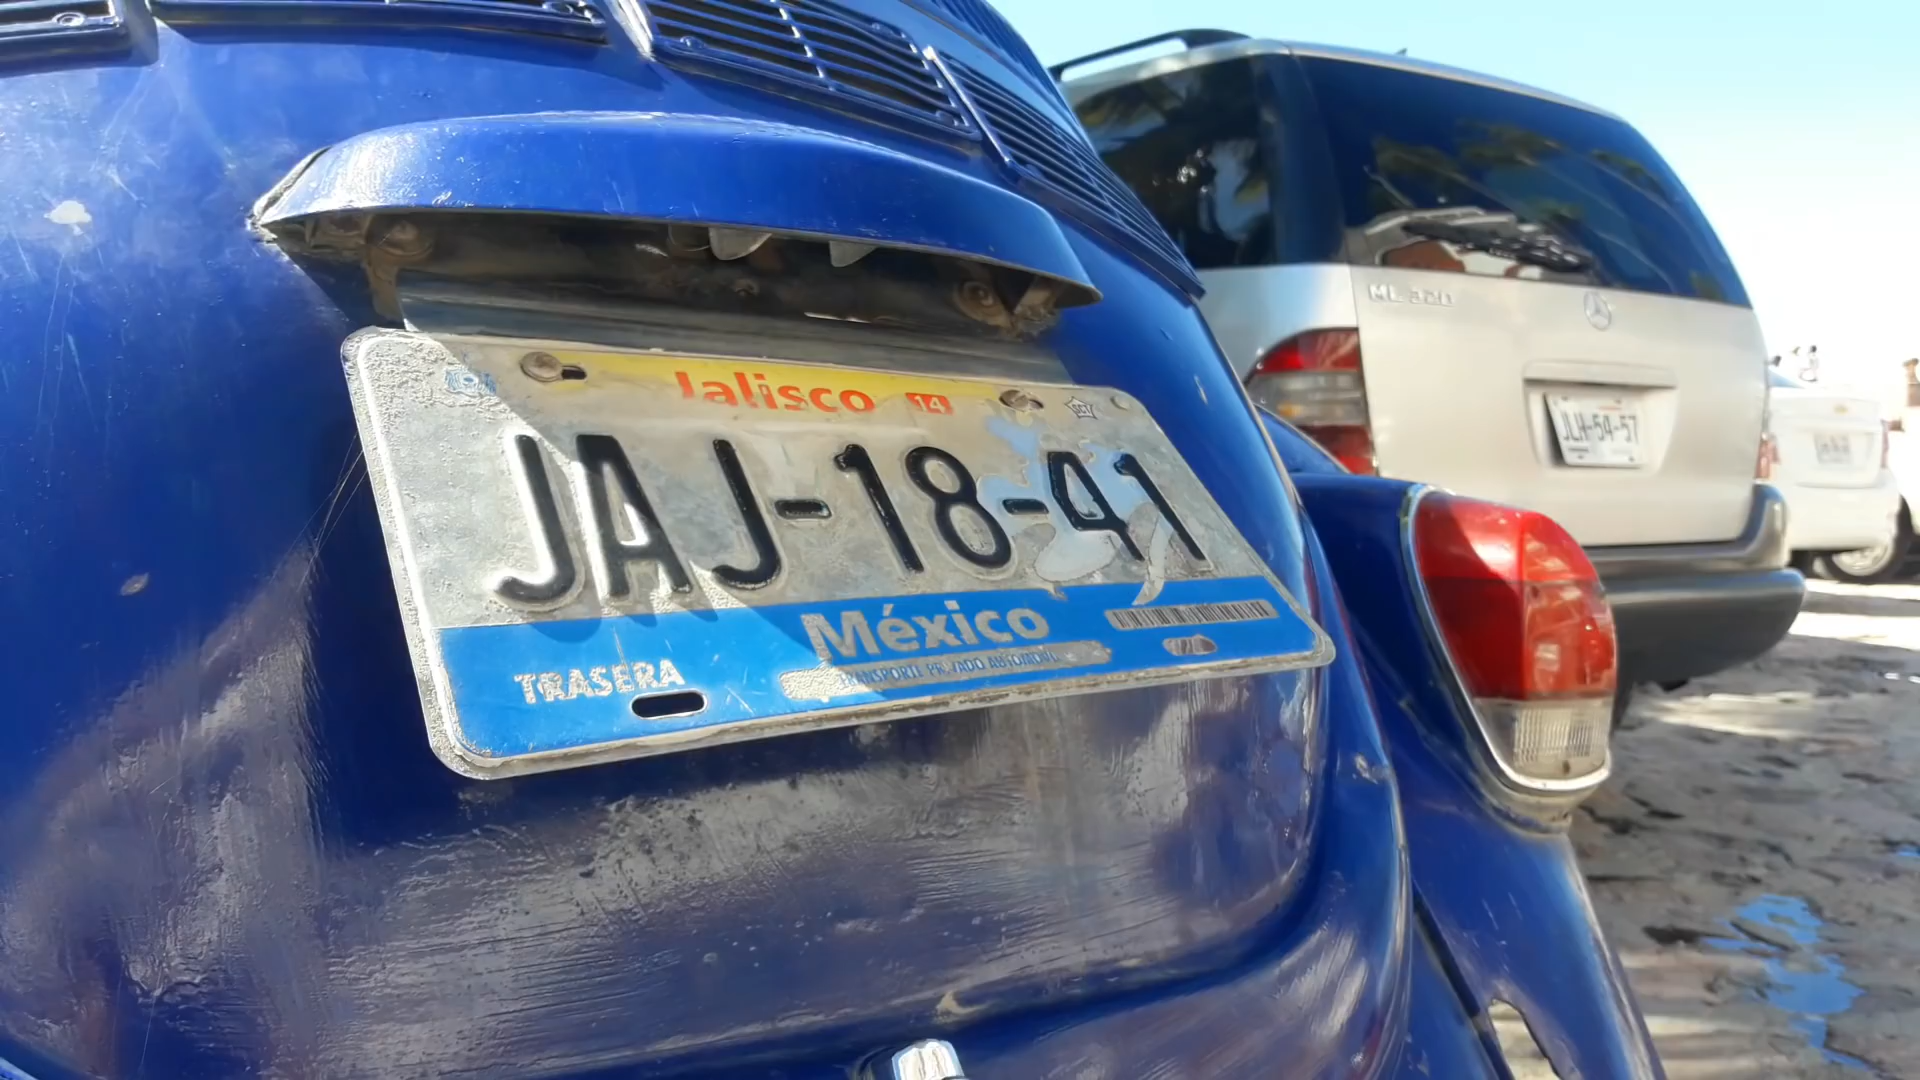 Jalisco 14
JAJ-18-41
México
TRASERA
TRANSPORTE PRIVADO AUTOMOVIL
ML 320
JLH-54-57